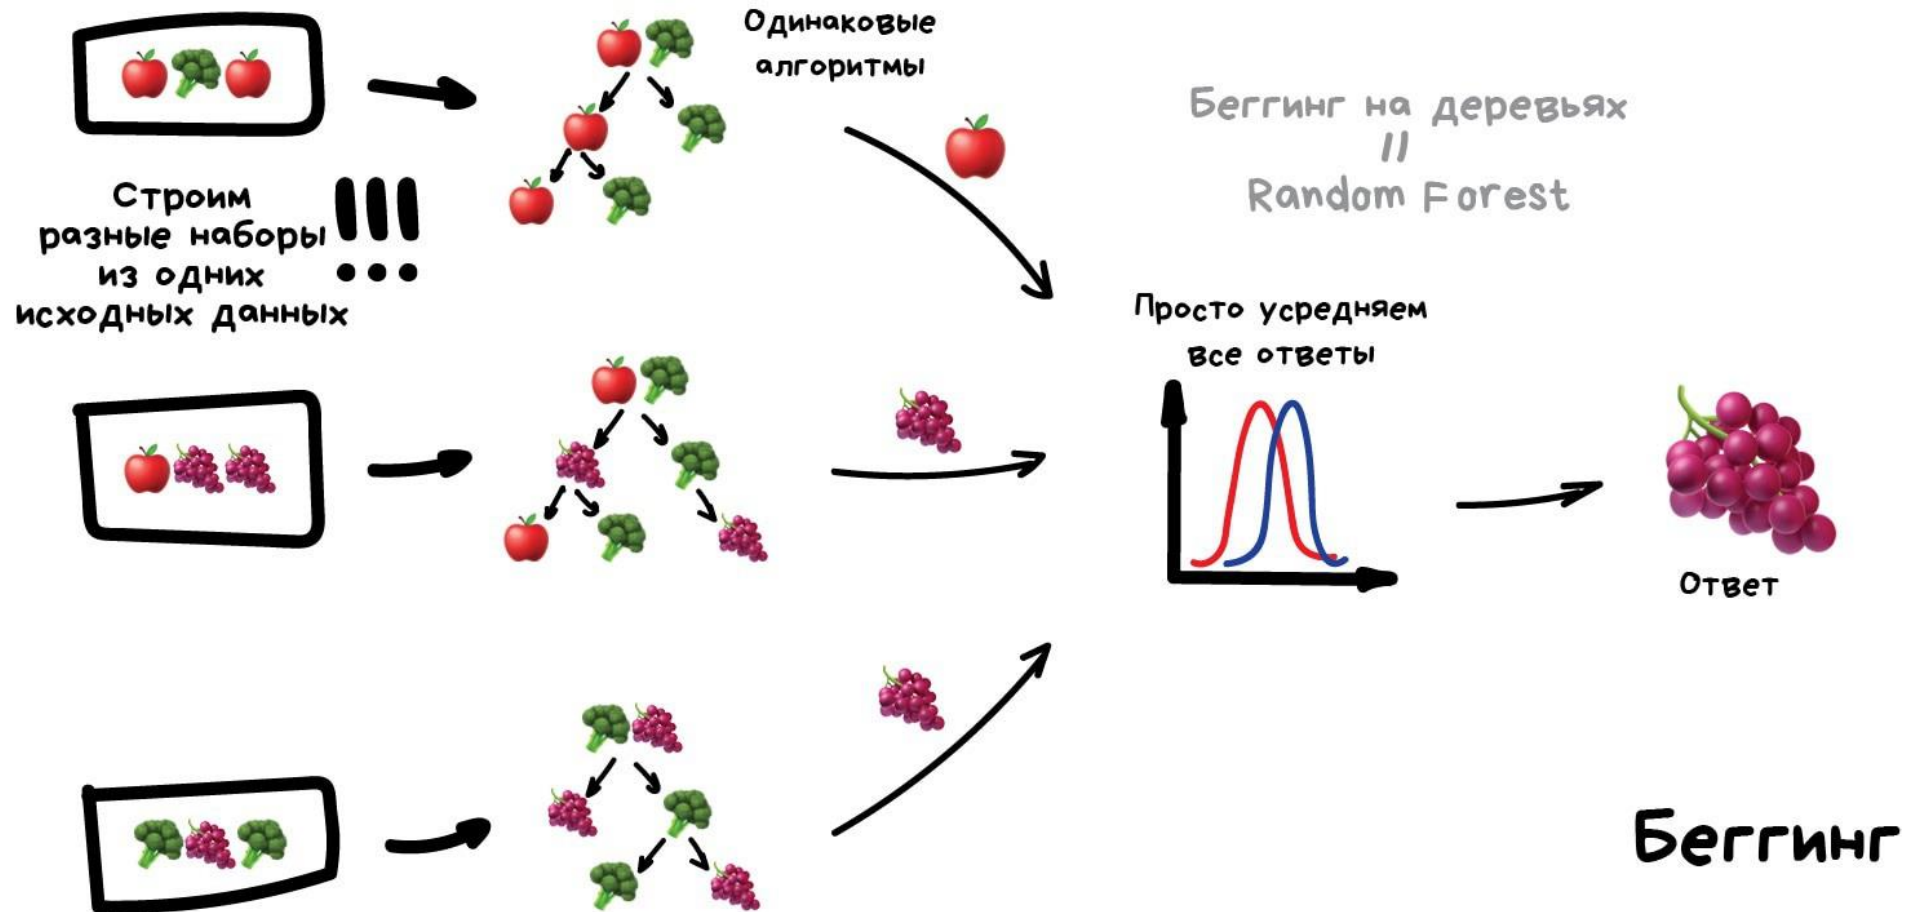 Одинаковые
алгоритмы
Беггинг на деревьях
=
Random Forest
Строим
разные наборы
из одних
исходных данных
!!!
Просто усредняем
все ответы
Ответ
Беггинг